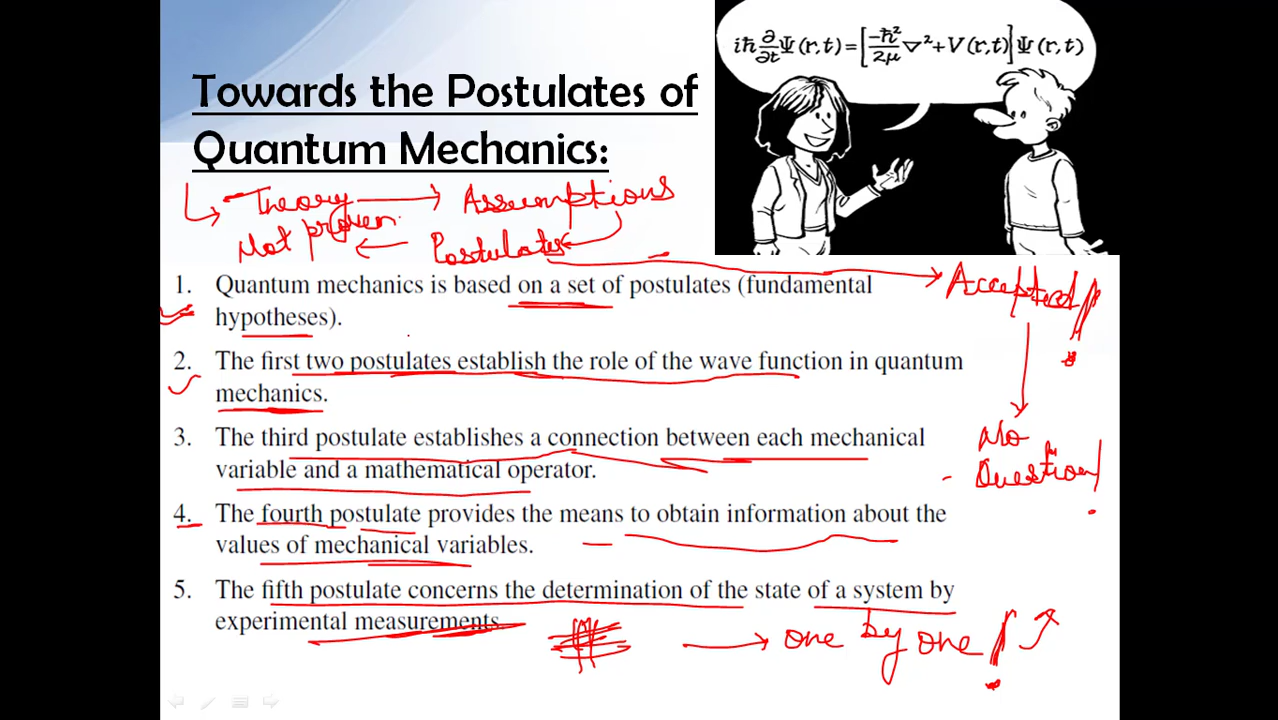 iħ ∂/∂t Ψ(r,t)=[-ħ²/2μ ∇²+V(r,t)]Ψ(r,t)
Towards the Postulates of
Quantum Mechanics:
Theory → Assumptions
Not proven ← Postulates
→ Accepted!
1. Quantum mechanics is based on a set of postulates (fundamental
hypotheses).
2. The first two postulates establish the role of the wave function in quantum
mechanics.
3. The third postulate establishes a connection between each mechanical
variable and a mathematical operator.
No
Question!
4. The fourth postulate provides the means to obtain information about the
values of mechanical variables.
5. The fifth postulate concerns the determination of the state of a system by
experimental measurements.
→ one by one!